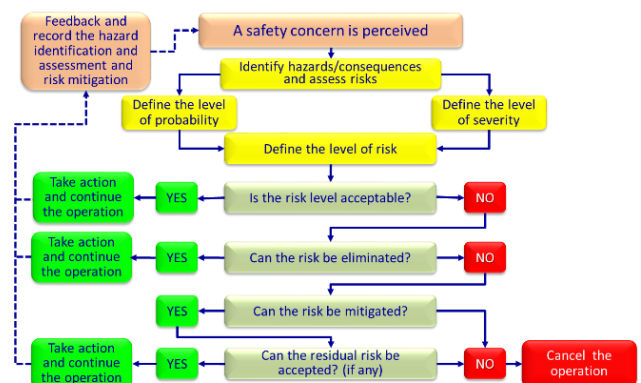 Feedback and
record the hazard
identification and
assessment and
risk mitigation
A safety concern is perceived
Identify hazards/consequences
and assess risks
Define the level
of probability
Define the level
of severity
Define the level of risk
Take action
and continue
the operation
YES
Is the risk level acceptable?
NO
Take action
and continue
the operation
YES
Can the risk be eliminated?
NO
YES
Can the risk be mitigated?
Take action
and continue
the operation
YES
Can the residual risk be
accepted? (if any)
NO
Cancel the
operation